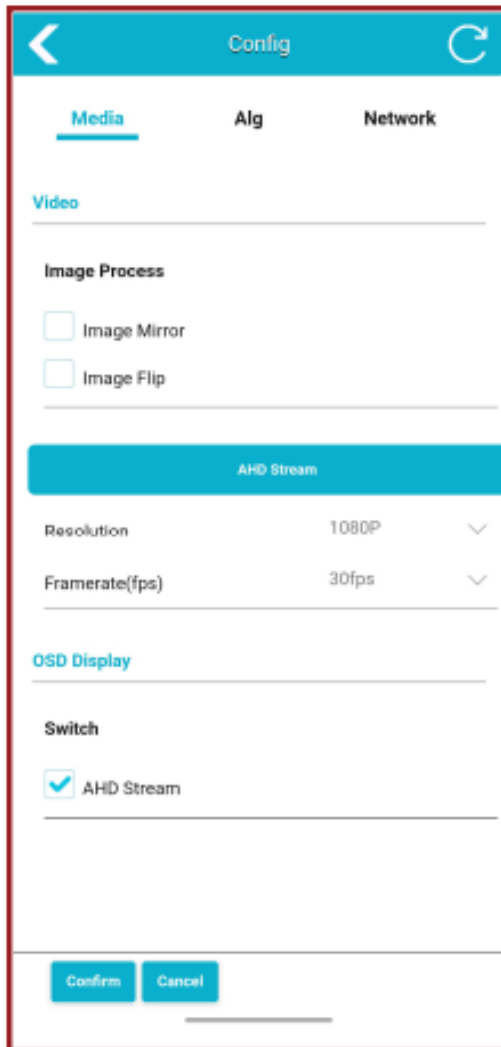 Config
Media Alg Network
Video
Image Process
Image Mirror
Image Flip
AHD Stream
Resolution 1080P
Framerate(fps) 30fps
OSD Display
Switch
AHD Stream
Confirm Cancel